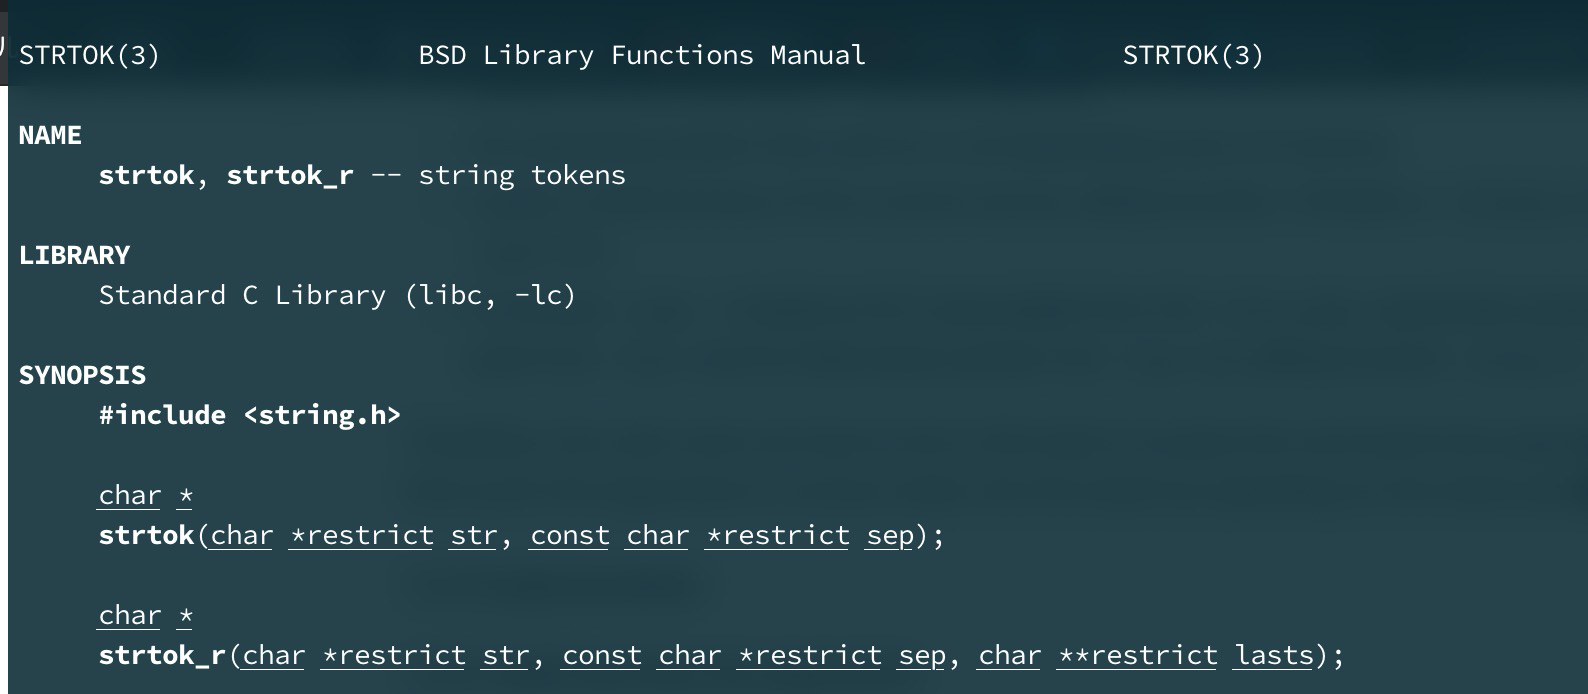 STRTOK(3) BSD Library Functions Manual STRTOK(3)
NAME
strtok, strtok_r -- string tokens
LIBRARY
Standard C Library (libc, -lc)
SYNOPSIS
#include <string.h>
char *
strtok(char *restrict str, const char *restrict sep);
char *
strtok_r(char *restrict str, const char *restrict sep, char **restrict lasts);